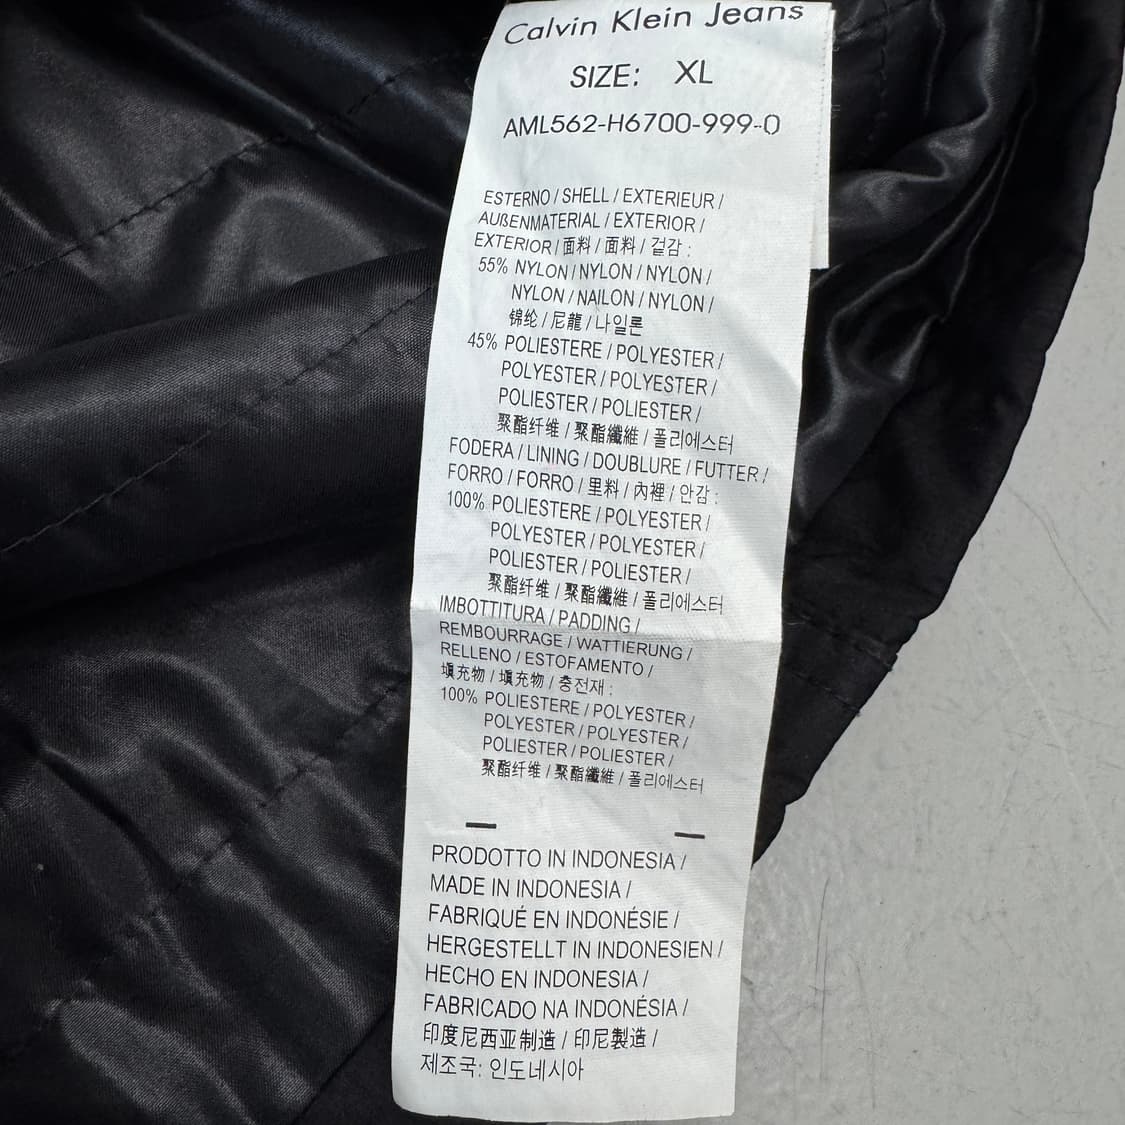 Calvin Klein Jeans
SIZE: XL
AML562-H6700-999-0
ESTERNO / SHELL / EXTERIEUR /
AUßENMATERIAL / EXTERIOR /
EXTERIOR / 面料 / 面料 / 겉감 :
55% NYLON / NYLON / NYLON /
NYLON / NAILON / NYLON /
锦纶 / 尼龍 / 나일론
45% POLIESTERE / POLYESTER /
POLYESTER / POLYESTER /
POLIESTER / POLIESTER /
聚酯纤维 / 聚酯纖維 / 폴리에스터
FODERA / LINING / DOUBLURE / FUTTER /
FORRO / FORRO / 里料 / 內裡 / 안감 :
100% POLIESTERE / POLYESTER /
POLYESTER / POLYESTER /
POLIESTER / POLIESTER /
聚酯纤维 / 聚酯纖維 / 폴리에스터
IMBOTTITURA / PADDING /
REMBOURRAGE / WATTIERUNG /
RELLENO / ESTOFAMENTO /
填充物 / 填充物 / 충전재 :
100% POLIESTERE / POLYESTER /
POLYESTER / POLYESTER /
POLIESTER / POLIESTER /
聚酯纤维 / 聚酯纖維 / 폴리에스터
PRODOTTO IN INDONESIA /
MADE IN INDONESIA /
FABRIQUÉ EN INDONÉSIE /
HERGESTELLT IN INDONESIEN /
HECHO EN INDONESIA /
FABRICADO NA INDONÉSIA /
印度尼西亚制造 / 印尼製造 /
제조국: 인도네시아